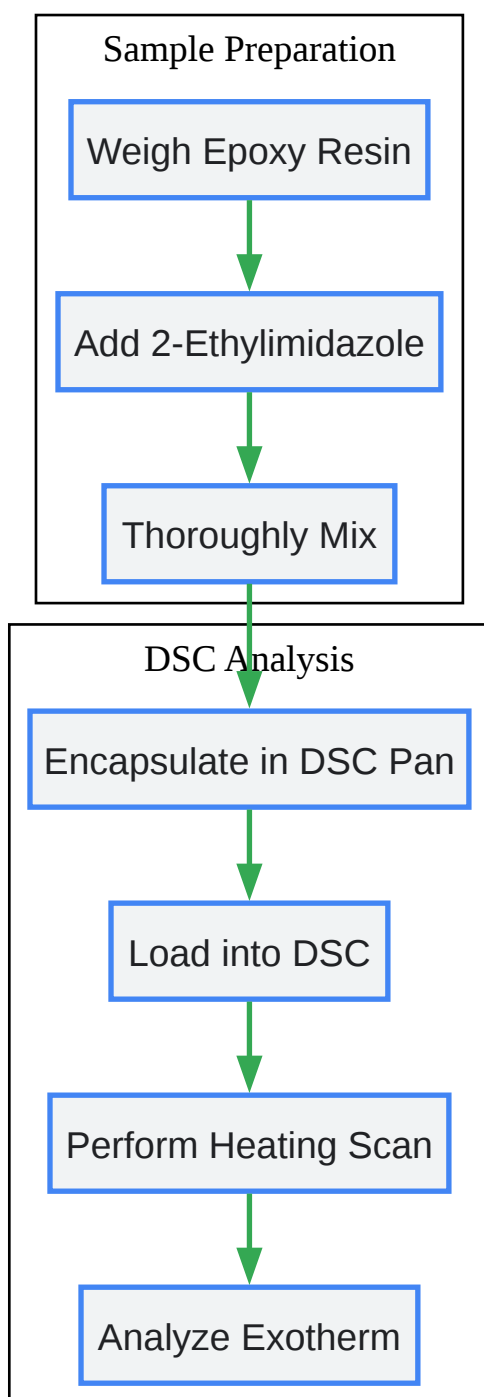 Sample Preparation
Weigh Epoxy Resin
Add 2-Ethylimidazole
Thoroughly Mix
DSC Analysis
Encapsulate in DSC Pan
Load into DSC
Perform Heating Scan
Analyze Exotherm